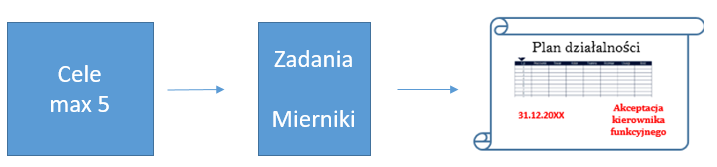 Cele
max 5
Zadania
Mierniki
Plan działalności
31.12.20XX
Akceptacja
kierownika
funkcyjnego